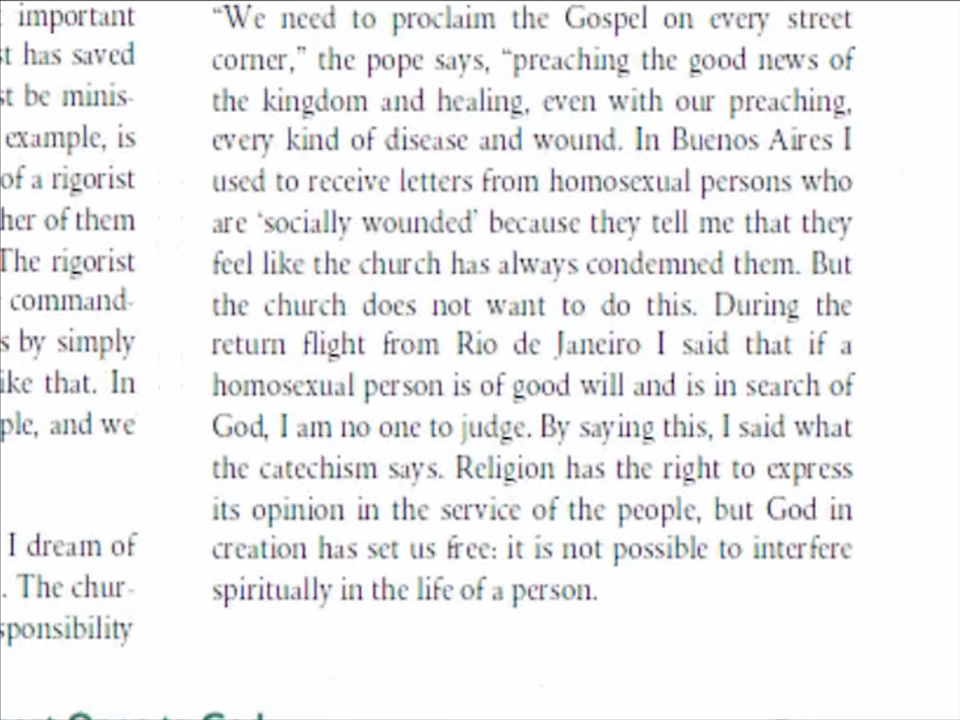 important
has saved
be minis-
example, is
of a rigorist
of them
The rigorist
command-
by simply
that. In
and we
I dream of
. The chur-
“We need to proclaim the Gospel on every street
corner,” the pope says, “preaching the good news of
the kingdom and healing, even with our preaching,
every kind of disease and wound. In Buenos Aires I
used to receive letters from homosexual persons who
are ‘socially wounded’ because they tell me that they
feel like the church has always condemned them. But
the church does not want to do this. During the
return flight from Rio de Janeiro I said that if a
homosexual person is of good will and is in search of
God, I am no one to judge. By saying this, I said what
the catechism says. Religion has the right to express
its opinion in the service of the people, but God in
creation has set us free: it is not possible to interfere
spiritually in the life of a person.